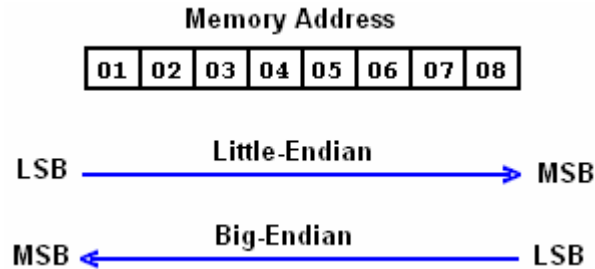 Memory Address
01 02 03 04 05 06 07 08
Little-Endian
LSB MSB
Big-Endian
MSB LSB